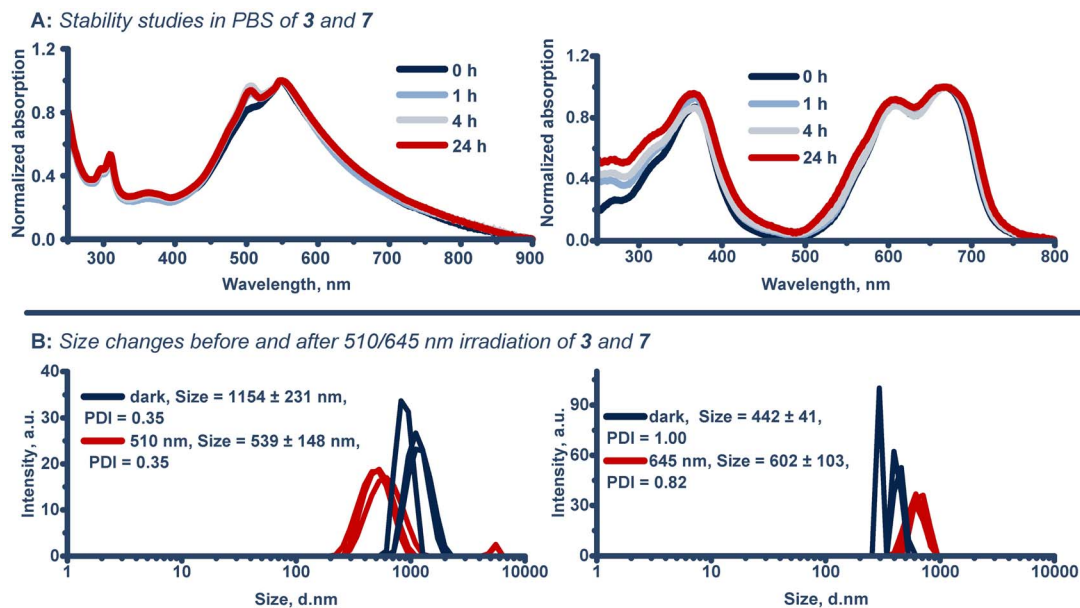 A: Stability studies in PBS of 3 and 7
Normalized absorption
1.2
0.8
0.4
0.0
0 h
1 h
4 h
24 h
300 400 500 600 700 800 900
Wavelength, nm
Normalized absorption
1.2
0.8
0.4
0.0
0 h
1 h
4 h
24 h
300 400 500 600 700 800
Wavelength, nm
B: Size changes before and after 510/645 nm irradiation of 3 and 7
Intensity, a.u.
40
30
20
10
0
dark, Size = 1154 ± 231 nm,
PDI = 0.35
510 nm, Size = 539 ± 148 nm,
PDI = 0.35
1 10 100 1000 10000
Size, d.nm
Intensity, a.u.
90
60
30
0
dark, Size = 442 ± 41,
PDI = 1.00
645 nm, Size = 602 ± 103,
PDI = 0.82
1 10 100 1000 10000
Size, d.nm